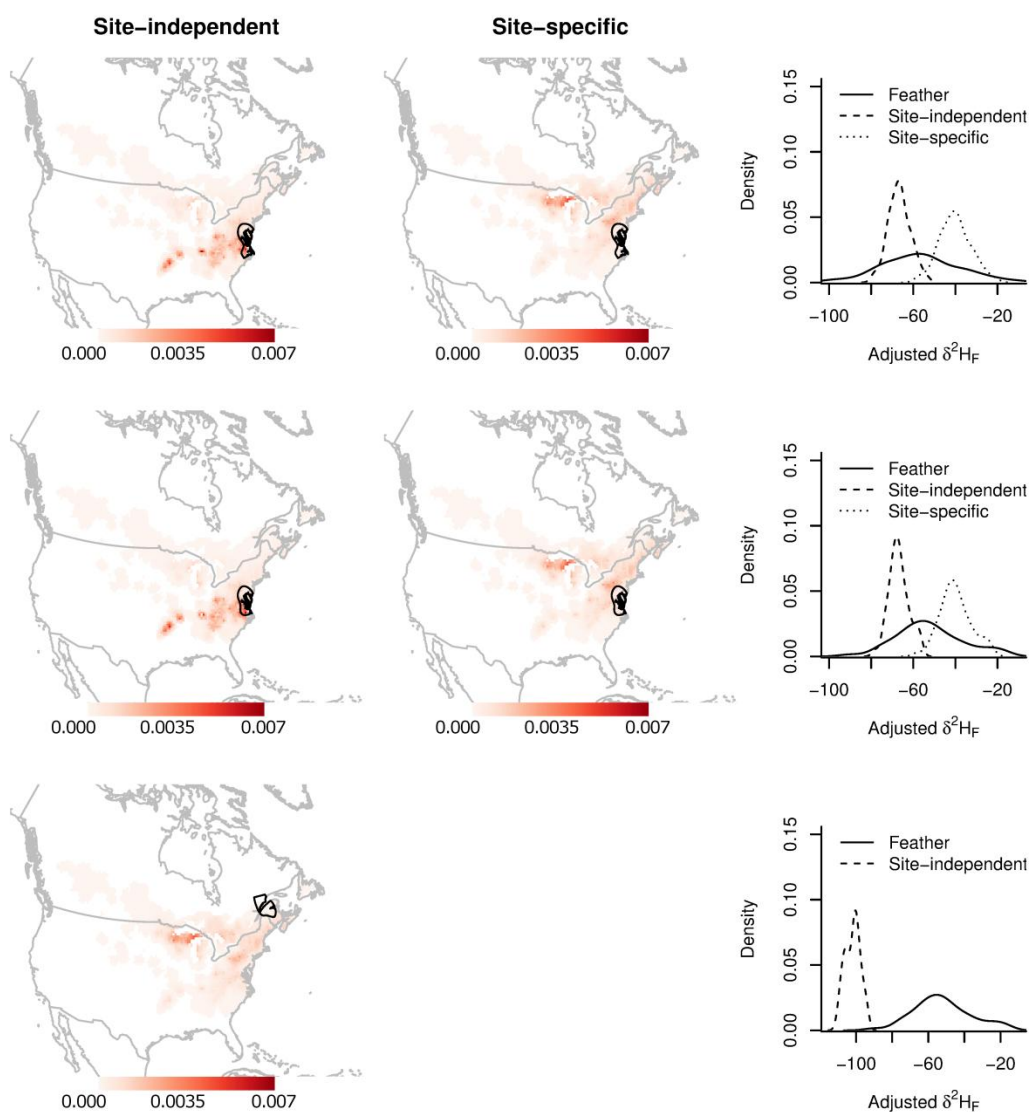 Site-independent Site-specific
0.15
0.10
0.05
0.00
Density
Feather
Site-independent
Site-specific
-100 -60 -20
Adjusted δ²H_F
0.000 0.0035 0.007
0.000 0.0035 0.007
0.15
0.10
0.05
0.00
Density
Feather
Site-independent
Site-specific
-100 -60 -20
Adjusted δ²H_F
0.000 0.0035 0.007
0.000 0.0035 0.007
0.15
0.10
0.05
0.00
Density
Feather
Site-independent
-100 -60 -20
Adjusted δ²H_F
0.000 0.0035 0.007